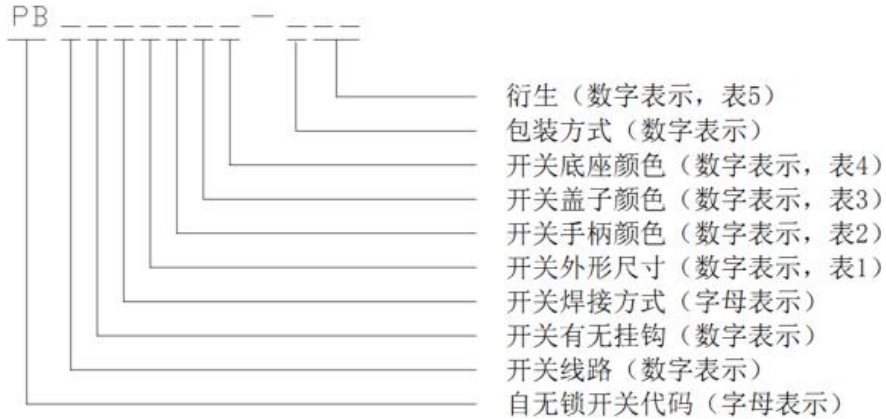 PB _ _ _ _ _ _ _ - _ _ _
衍生（数字表示，表5）
包装方式（数字表示）
开关底座颜色（数字表示，表4）
开关盖子颜色（数字表示，表3）
开关手柄颜色（数字表示，表2）
开关外形尺寸（数字表示，表1）
开关焊接方式（字母表示）
开关有无挂钩（数字表示）
开关线路（数字表示）
自无锁开关代码（字母表示）